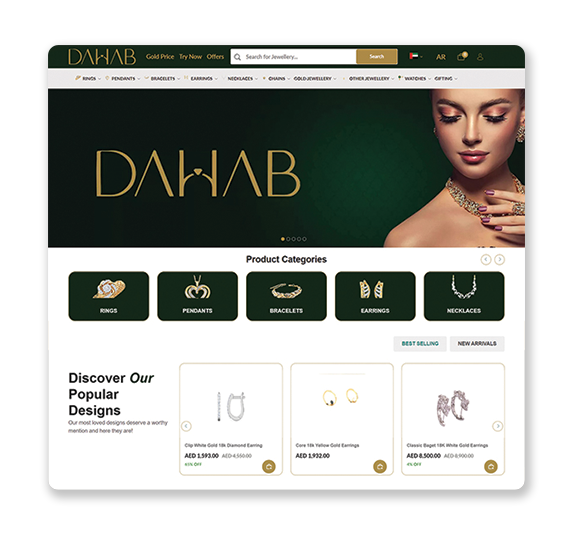 DAHAB Gold Price Try Now Offers Search for Jewellery... Search AR
RINGS PENDANTS BRACELETS EARRINGS NECKLACES CHAINS GOLD JEWELLERY OTHER JEWELLERY WATCHES GIFTING
DAHAB
Product Categories
RINGS PENDANTS BRACELETS EARRINGS NECKLACES
BEST SELLING NEW ARRIVALS
Discover Our
Popular
Designs
Our most loved designs deserve a worthy
mention and here they are!
Clip White Gold 18k Diamond Earring
AED 1,593.00 AED 4,550.00
65% OFF
Core 18k Yellow Gold Earrings
AED 1,932.00
Classic Baget 18K White Gold Earrings
AED 8,500.00 AED 8,900.00
4% OFF